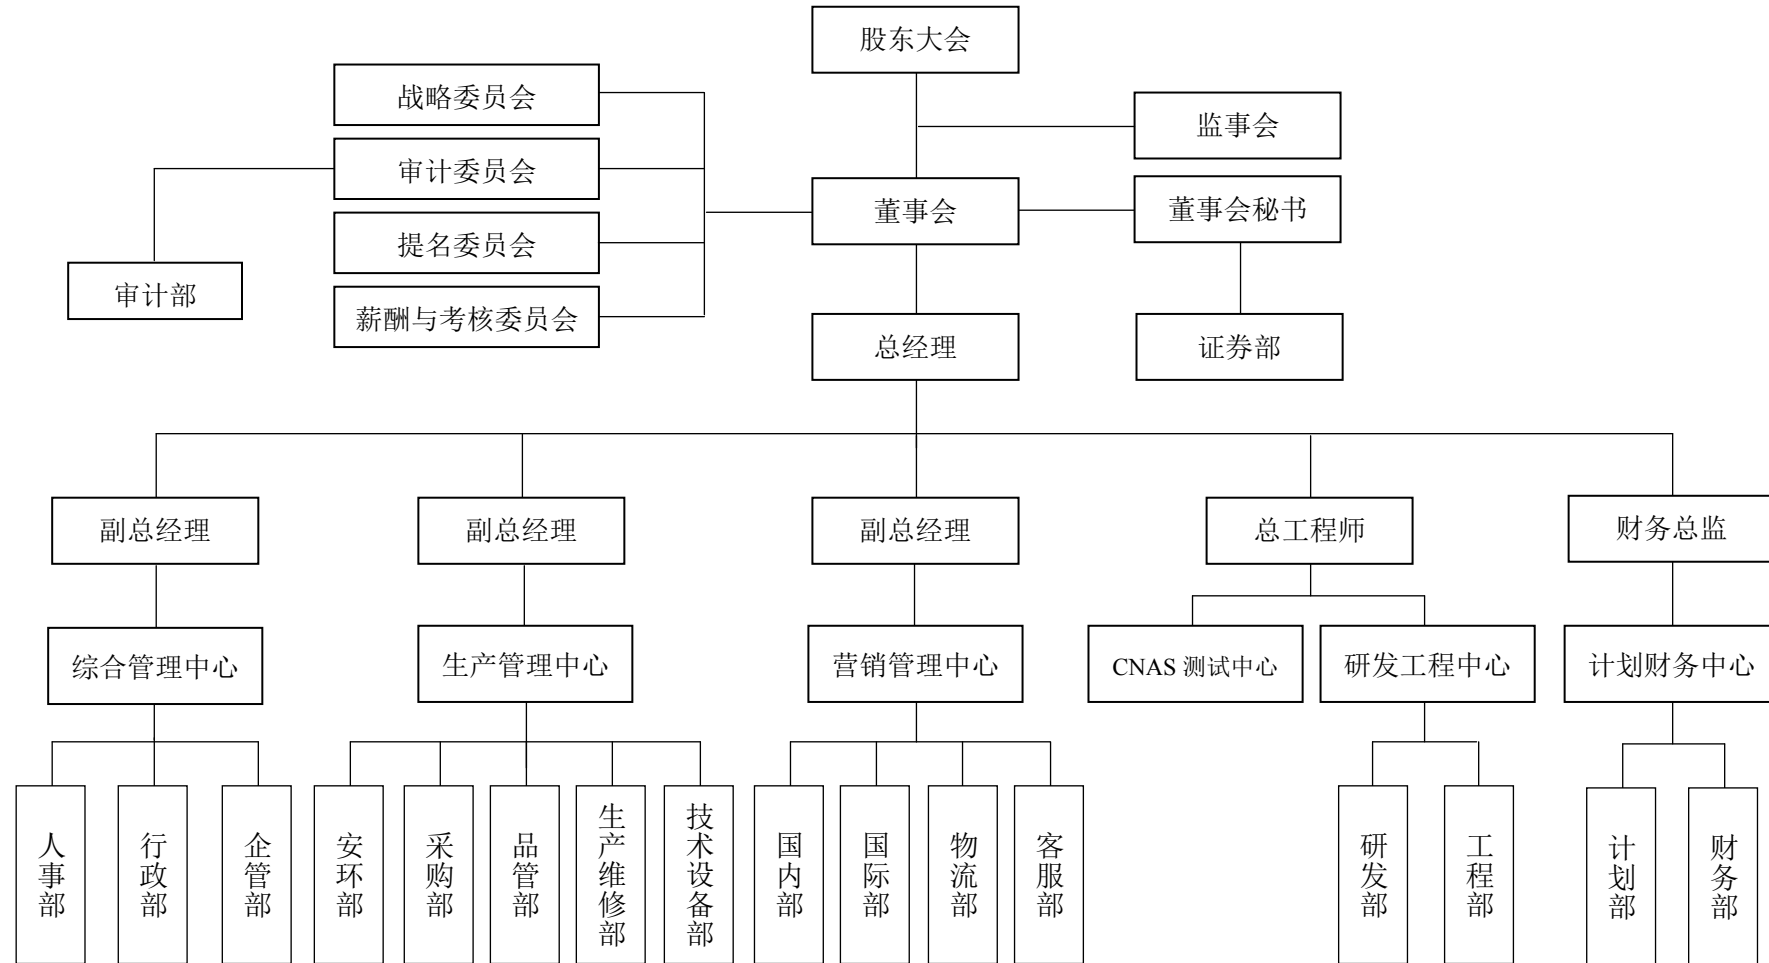 股东大会
战略委员会
监事会
审计委员会
董事会
董事会秘书
提名委员会
审计部
薪酬与考核委员会
总经理
证券部
副总经理
副总经理
副总经理
总工程师
财务总监
综合管理中心
生产管理中心
营销管理中心
CNAS 测试中心
研发工程中心
计划财务中心
人事部
行政部
企管部
安环部
采购部
品管部
生产维修部
技术设备部
国内部
国际部
物流部
客服部
研发部
工程部
计划部
财务部